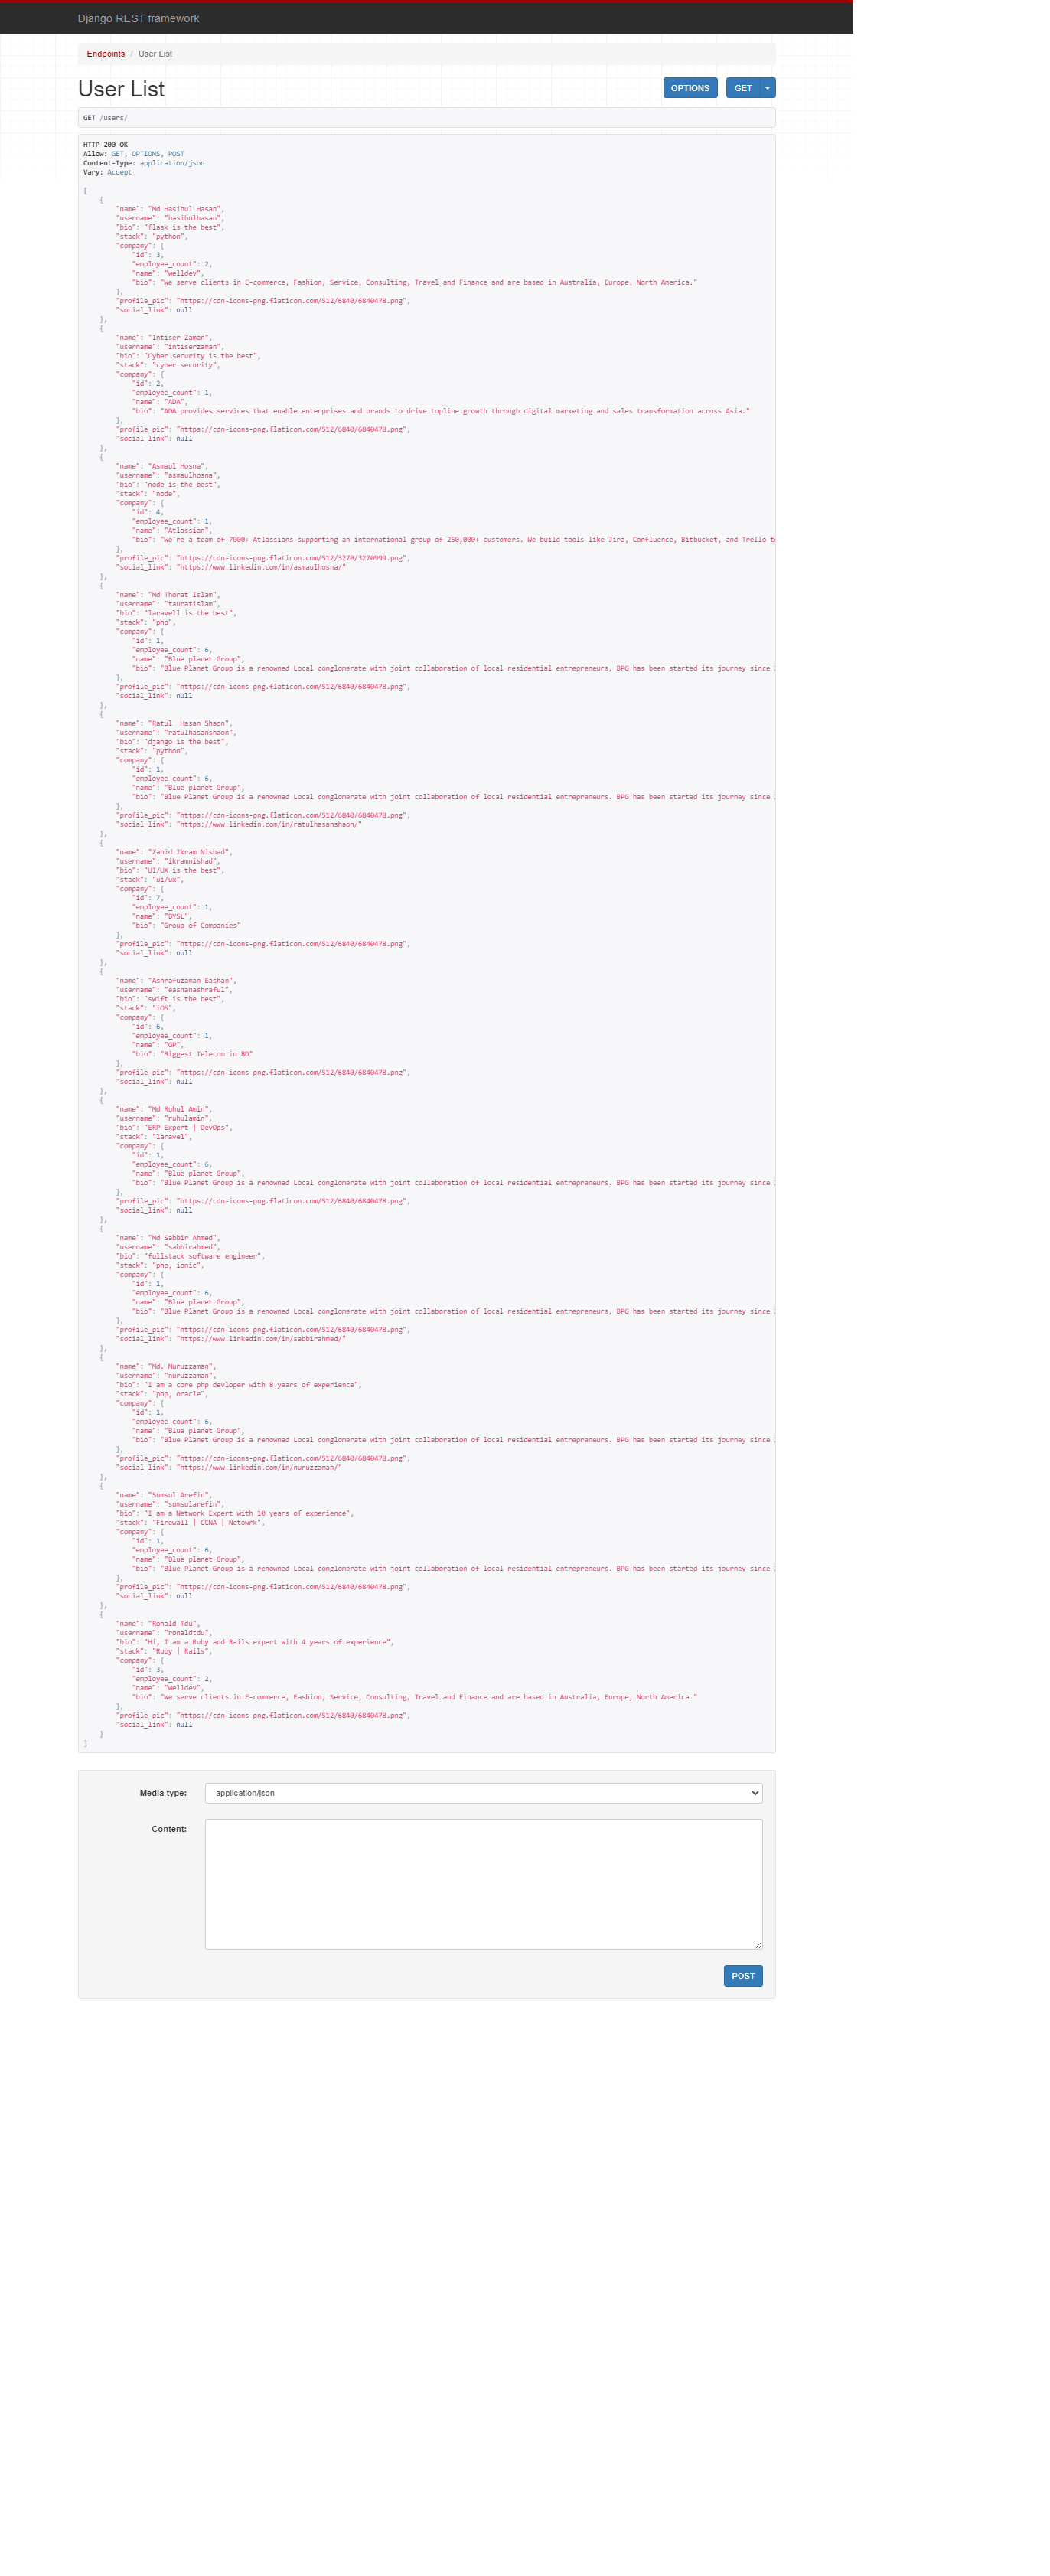 Django REST framework
Endpoints / User List
User List
OPTIONS
GET
GET /users/
HTTP 200 OK
Allow: GET, OPTIONS, POST
Content-Type: application/json
Vary: Accept
[
    {
        "name": "Md Hasibul Hasan",
        "username": "hasibulhasan",
        "bio": "flask is the best",
        "stack": "python",
        "company": {
            "id": 3,
            "employee_count": 2,
            "name": "welldev",
            "bio": "We serve clients in E-commerce, Fashion, Service, Consulting, Travel and Finance and are based in Australia, Europe, North America."
        },
        "profile_pic": "https://cdn-icons-png.flaticon.com/512/6840/6840478.png",
        "social_link": null
    },
    {
        "name": "Intiser Zaman",
        "username": "intiserzaman",
        "bio": "Cyber security is the best",
        "stack": "cyber security",
        "company": {
            "id": 2,
            "employee_count": 1,
            "name": "ADA",
            "bio": "ADA provides services that enable enterprises and brands to drive topline growth through digital marketing and sales transformation across Asia."
        },
        "profile_pic": "https://cdn-icons-png.flaticon.com/512/6840/6840478.png",
        "social_link": null
    },
    {
        "name": "Asmaul Hosna",
        "username": "asmaulhosna",
        "bio": "node is the best",
        "stack": "node",
        "company": {
            "id": 4,
            "employee_count": 1,
            "name": "Atlassian",
            "bio": "We're a team of 7000+ Atlassians supporting an international group of 250,000+ customers. We build tools like Jira, Confluence, Bitbucket, and Trello
        },
        "profile_pic": "https://cdn-icons-png.flaticon.com/512/3270/3270999.png",
        "social_link": "https://www.linkedin.com/in/asmaulhosna/"
    },
    {
        "name": "Md Thorat Islam",
        "username": "tauratislam",
        "bio": "laravell is the best",
        "stack": "php",
        "company": {
            "id": 1,
            "employee_count": 6,
            "name": "Blue planet Group",
            "bio": "Blue Planet Group is a renowned Local conglomerate with joint collaboration of local residential entrepreneurs. BPG has been started its journey since
        },
        "profile_pic": "https://cdn-icons-png.flaticon.com/512/6840/6840478.png",
        "social_link": null
    },
    {
        "name": "Ratul  Hasan Shaon",
        "username": "ratulhasanshaon",
        "bio": "django is the best",
        "stack": "python",
        "company": {
            "id": 1,
            "employee_count": 6,
            "name": "Blue planet Group",
            "bio": "Blue Planet Group is a renowned Local conglomerate with joint collaboration of local residential entrepreneurs. BPG has been started its journey since
        },
        "profile_pic": "https://cdn-icons-png.flaticon.com/512/6840/6840478.png",
        "social_link": "https://www.linkedin.com/in/ratulhasanshaon/"
    },
    {
        "name": "Zahid Ikram Nishad",
        "username": "ikramnishad",
        "bio": "UI/UX is the best",
        "stack": "ui/ux",
        "company": {
            "id": 7,
            "employee_count": 1,
            "name": "BYSL",
            "bio": "Group of Companies"
        },
        "profile_pic": "https://cdn-icons-png.flaticon.com/512/6840/6840478.png",
        "social_link": null
    },
    {
        "name": "Ashrafuzaman Eashan",
        "username": "eashanashraful",
        "bio": "swift is the best",
        "stack": "iOS",
        "company": {
            "id": 6,
            "employee_count": 1,
            "name": "GP",
            "bio": "Biggest Telecom in BD"
        },
        "profile_pic": "https://cdn-icons-png.flaticon.com/512/6840/6840478.png",
        "social_link": null
    },
    {
        "name": "Md Ruhul Amin",
        "username": "ruhulamin",
        "bio": "ERP Expert | DevOps",
        "stack": "laravel",
        "company": {
            "id": 1,
            "employee_count": 6,
            "name": "Blue planet Group",
            "bio": "Blue Planet Group is a renowned Local conglomerate with joint collaboration of local residential entrepreneurs. BPG has been started its journey since
        },
        "profile_pic": "https://cdn-icons-png.flaticon.com/512/6840/6840478.png",
        "social_link": null
    },
    {
        "name": "Md Sabbir Ahmed",
        "username": "sabbirahmed",
        "bio": "fullstack software engineer",
        "stack": "php, ionic",
        "company": {
            "id": 1,
            "employee_count": 6,
            "name": "Blue planet Group",
            "bio": "Blue Planet Group is a renowned Local conglomerate with joint collaboration of local residential entrepreneurs. BPG has been started its journey since
        },
        "profile_pic": "https://cdn-icons-png.flaticon.com/512/6840/6840478.png",
        "social_link": "https://www.linkedin.com/in/sabbirahmed/"
    },
    {
        "name": "Md. Nuruzzaman",
        "username": "nuruzzaman",
        "bio": "I am a core php devloper with 8 years of experience",
        "stack": "php, oracle",
        "company": {
            "id": 1,
            "employee_count": 6,
            "name": "Blue planet Group",
            "bio": "Blue Planet Group is a renowned Local conglomerate with joint collaboration of local residential entrepreneurs. BPG has been started its journey since
        },
        "profile_pic": "https://cdn-icons-png.flaticon.com/512/6840/6840478.png",
        "social_link": "https://www.linkedin.com/in/nuruzzaman/"
    },
    {
        "name": "Sumsul Arefin",
        "username": "sumsularefin",
        "bio": "I am a Network Expert with 10 years of experience",
        "stack": "Firewall | CCNA | Netowrk",
        "company": {
            "id": 1,
            "employee_count": 6,
            "name": "Blue planet Group",
            "bio": "Blue Planet Group is a renowned Local conglomerate with joint collaboration of local residential entrepreneurs. BPG has been started its journey since
        },
        "profile_pic": "https://cdn-icons-png.flaticon.com/512/6840/6840478.png",
        "social_link": null
    },
    {
        "name": "Ronald Tdu",
        "username": "ronaldtdu",
        "bio": "Hi, I am a Ruby and Rails expert with 4 years of experience",
        "stack": "Ruby | Rails",
        "company": {
            "id": 3,
            "employee_count": 2,
            "name": "welldev",
            "bio": "We serve clients in E-commerce, Fashion, Service, Consulting, Travel and Finance and are based in Australia, Europe, North America."
        },
        "profile_pic": "https://cdn-icons-png.flaticon.com/512/6840/6840478.png",
        "social_link": null
    }
]
Media type: application/json
Content:
POST